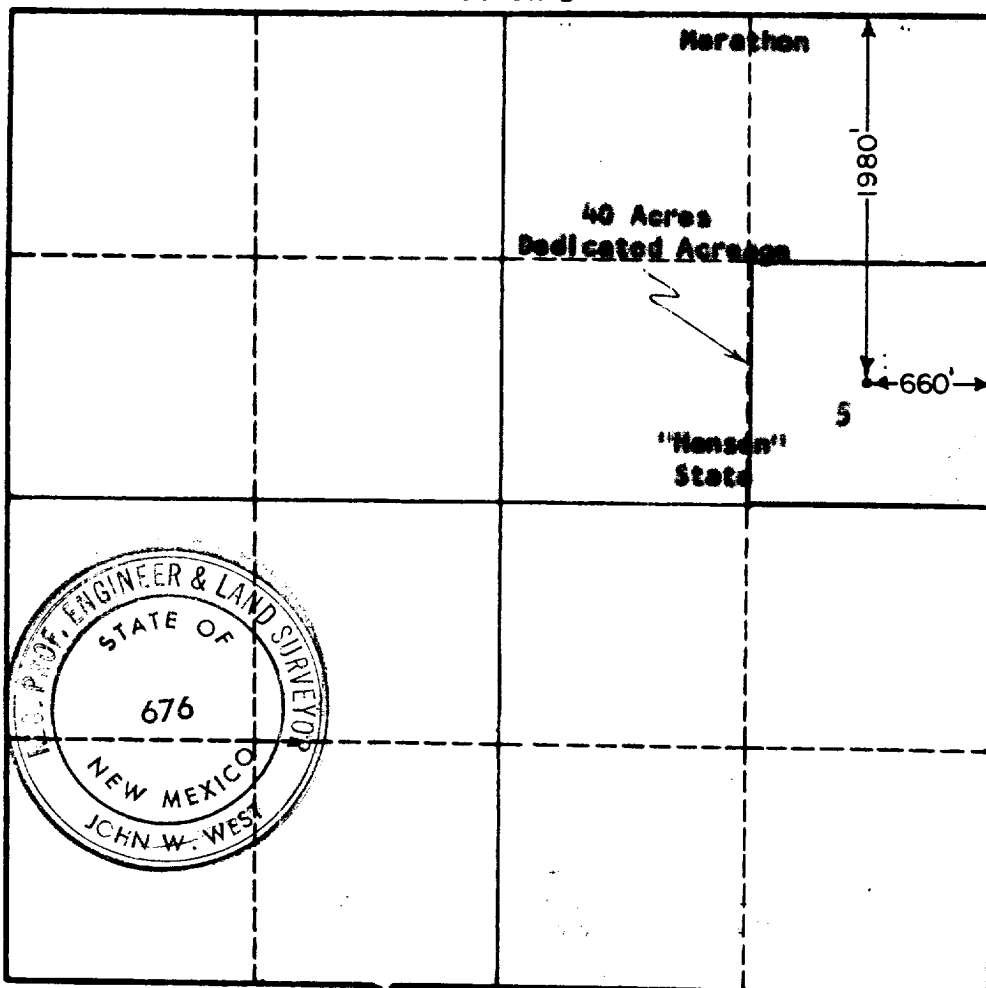 Marathon
1980'
40 Acres
Dedicated Acreage
660'
5
"Hansen"
State
PROF. ENGINEER & LAND SURVEYOR
STATE OF
676
NEW MEXICO
JOHN W. WEST